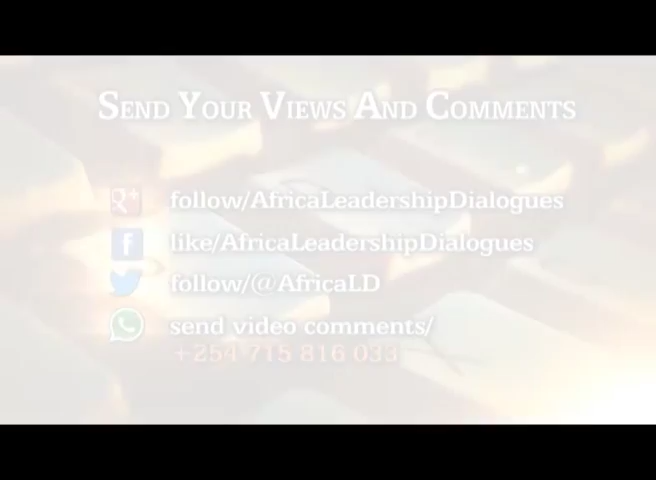 SEND YOUR VIEWS AND COMMENTS
g+ follow/AfricaLeadershipDialogues
f like/AfricaLeadershipDialogues
follow/@AfricaLD
send video comments/
+254 715 816 033